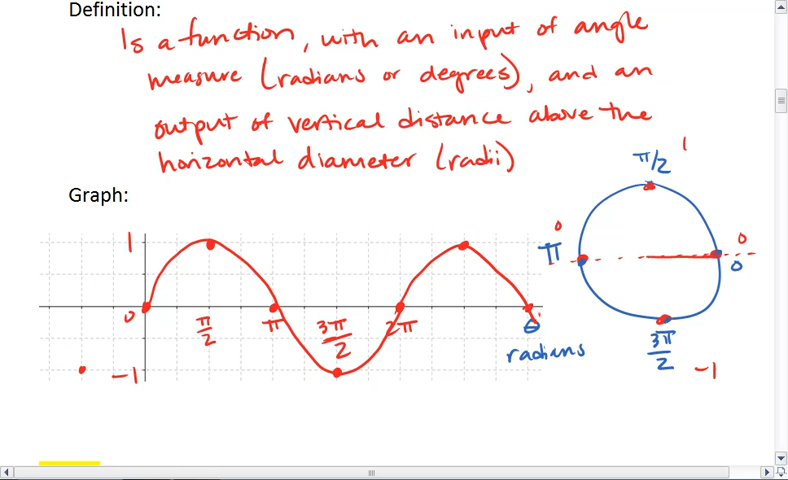 Definition:
Is a function, with an input of angle
measure (radians or degrees), and an
output of vertical distance above the
horizontal diameter (radii)
Graph:
π/2 1
1
0 π 0 0
0 π/2 π 3π/2 2π θ
radians
3π/2
-1 -1